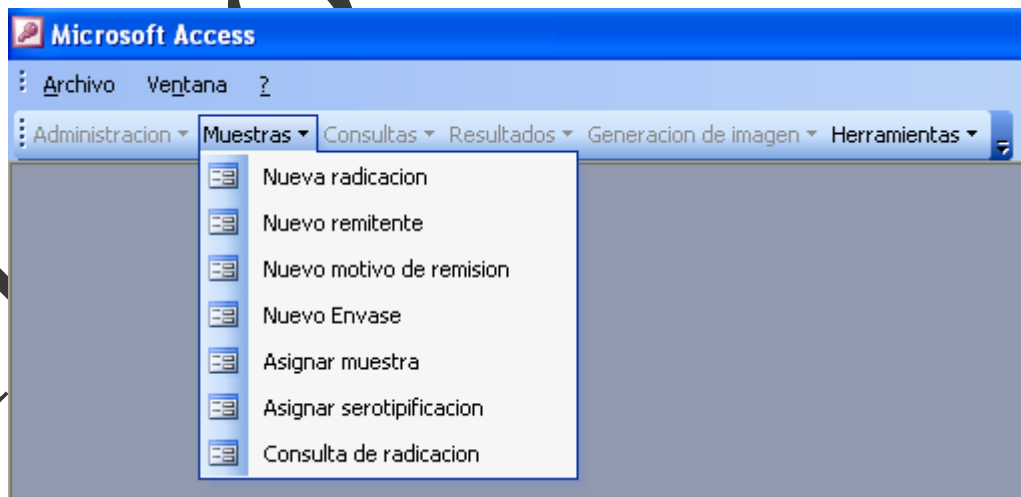 Microsoft Access
Archivo Ventana ?
Administracion Muestras Consultas Resultados Generacion de imagen Herramientas
Nueva radicacion
Nuevo remitente
Nuevo motivo de remision
Nuevo Envase
Asignar muestra
Asignar serotipificacion
Consulta de radicacion